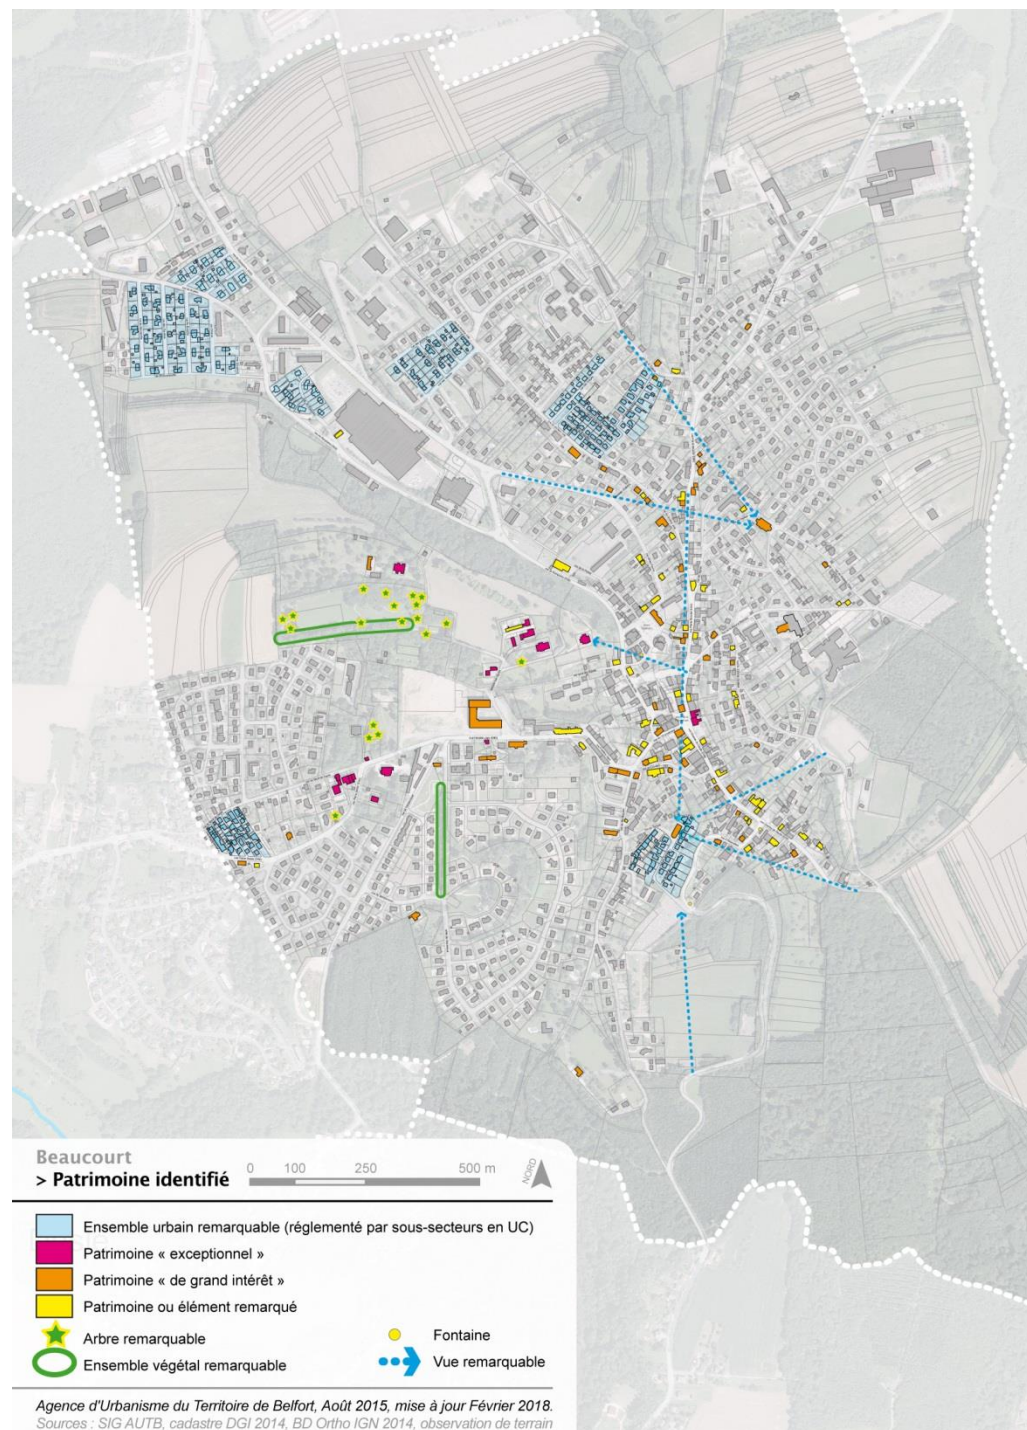 Beaucourt
> Patrimoine identifié
0 100 250 500 m
NORD
Ensemble urbain remarquable (réglementé par sous-secteurs en UC)
Patrimoine « exceptionnel »
Patrimoine « de grand intérêt »
Patrimoine ou élément remarqué
Arbre remarquable
Ensemble végétal remarquable
Fontaine
Vue remarquable
Agence d'Urbanisme du Territoire de Belfort, Août 2015, mise à jour Février 2018.
Sources : SIG AUTB, cadastre DGI 2014, BD Ortho IGN 2014, observation de terrain